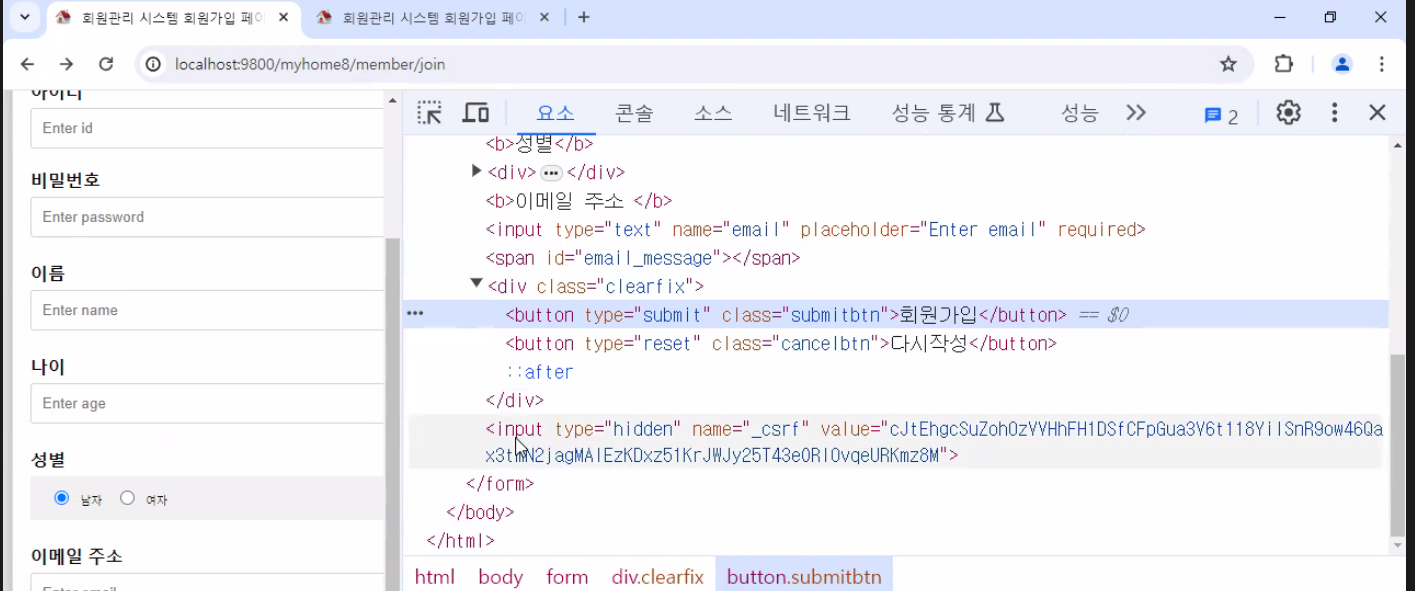 회원관리 시스템 회원가입 페이
회원관리 시스템 회원가입 페이
localhost:9800/myhome8/member/join
아이디
Enter id
비밀번호
Enter password
이름
Enter name
나이
Enter age
성별
남자
여자
이메일 주소
Enter email
요소 콘솔 소스 네트워크 성능 통계 성능 2
<b>성별</b>
<div>…</div>
<b>이메일 주소 </b>
<input type="text" name="email" placeholder="Enter email" required>
<span id="email_message"></span>
<div class="clearfix">
<button type="submit" class="submitbtn">회원가입</button> == $0
<button type="reset" class="cancelbtn">다시작성</button>
::after
</div>
<input type="hidden" name="_csrf" value=
</form>
</body>
</html>
html body form div.clearfix button.submitbtn